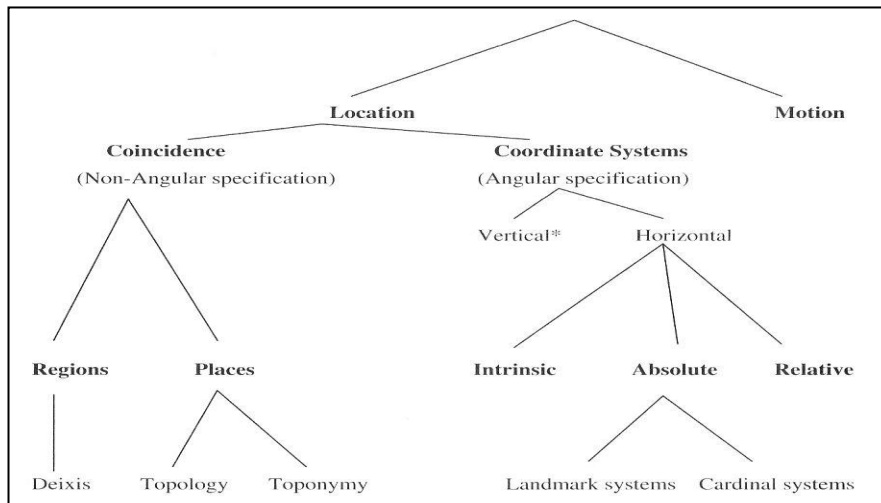 Location Motion
Coincidence Coordinate Systems
(Non-Angular specification) (Angular specification)
Vertical* Horizontal
Regions Places Intrinsic Absolute Relative
Deixis Topology Toponymy Landmark systems Cardinal systems